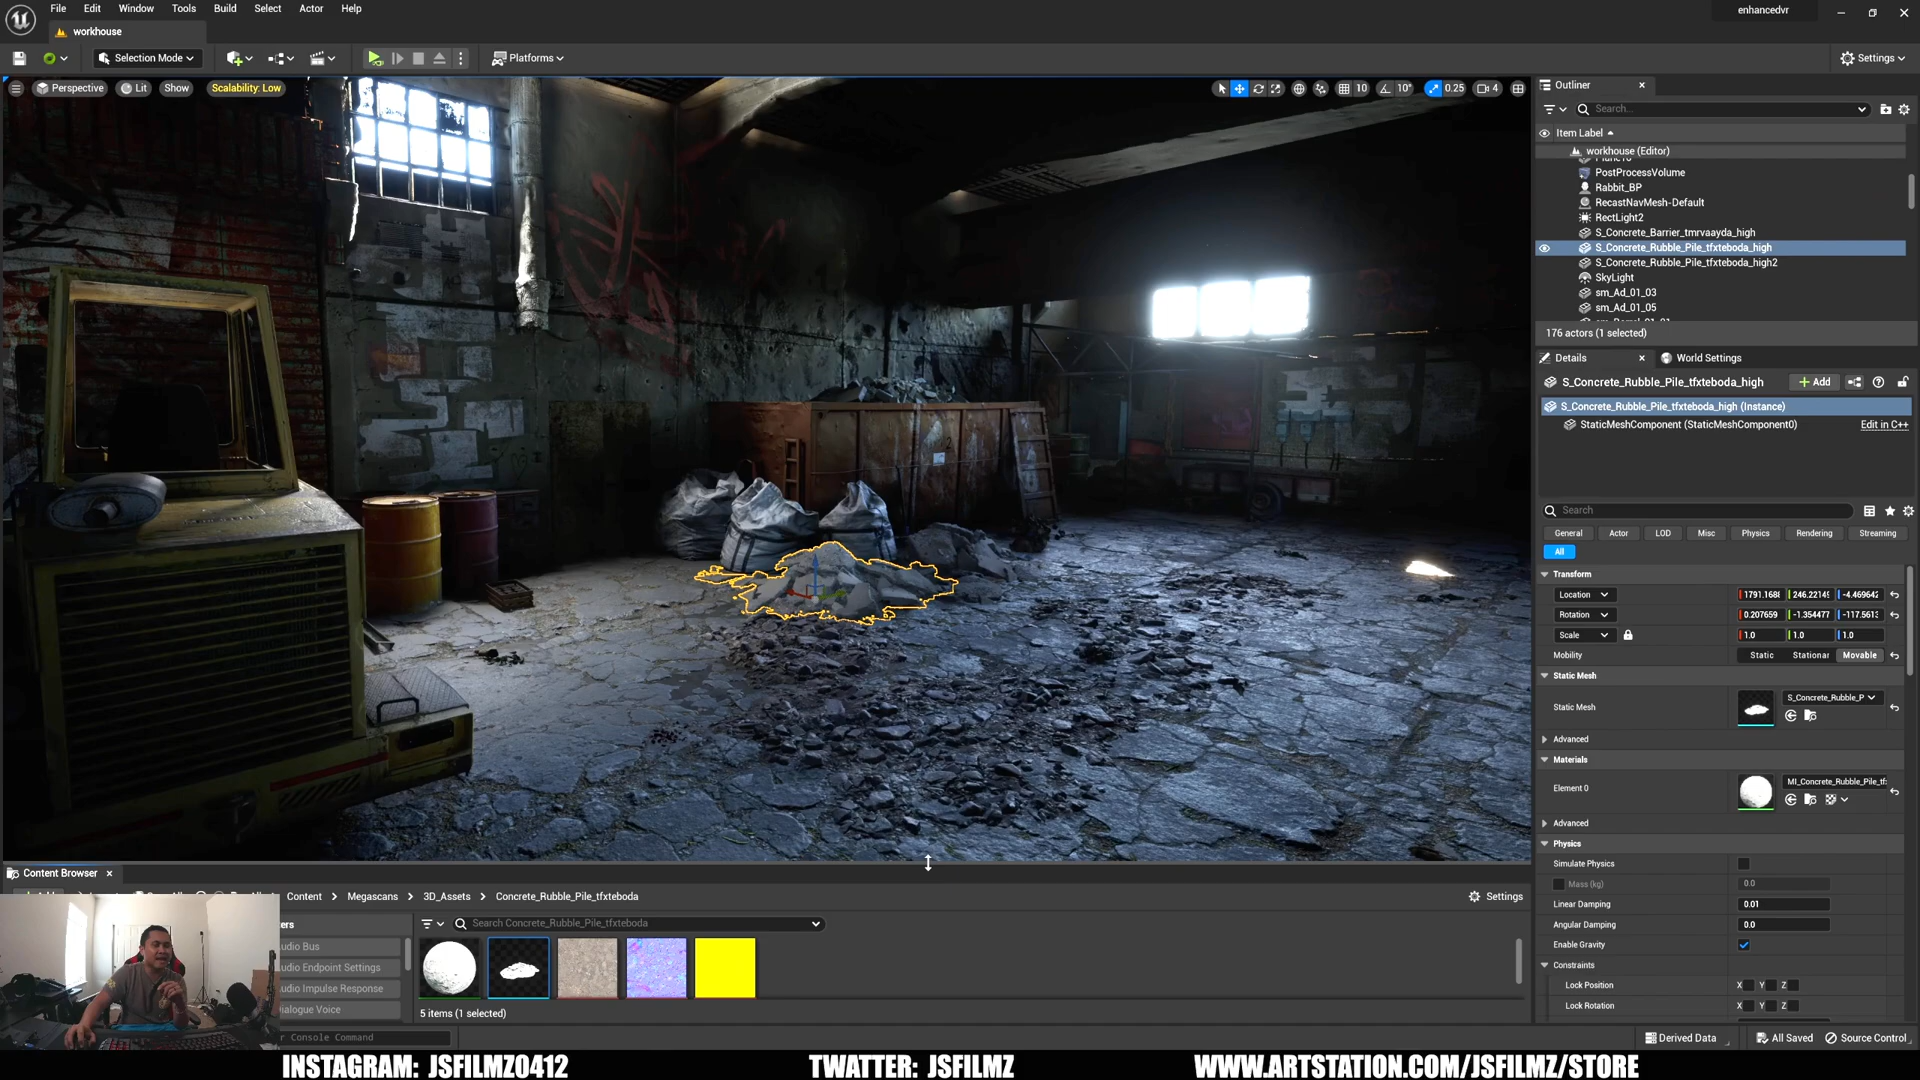 File Edit Window Tools Build Select Actor Help
enhancedvr
workhouse
Selection Mode
Platforms
Settings
Perspective Lit Show Scalability: Low
10 10° 0.25 4
Outliner
Search...
Item Label
workhouse (Editor)
PostProcessVolume
Rabbit_BP
RecastNavMesh-Default
RectLight2
S_Concrete_Barrier_tmrvaayda_high
S_Concrete_Rubble_Pile_tfxteboda_high
S_Concrete_Rubble_Pile_tfxteboda_high2
SkyLight
sm_Ad_01_03
sm_Ad_01_05
176 actors (1 selected)
Details World Settings
S_Concrete_Rubble_Pile_tfxteboda_high
Add
S_Concrete_Rubble_Pile_tfxteboda_high (Instance)
StaticMeshComponent (StaticMeshComponent0) Edit in C++
Search
General Actor LOD Misc Physics Rendering Streaming
All
Transform
Location 1791.168 246.2214 -4.46964
Rotation 0.207659 -1.354477 -117.561
Scale 1.0 1.0 1.0
Mobility Static Stationar Movable
Static Mesh
Static Mesh S_Concrete_Rubble_P
Advanced
Materials
Element 0 MI_Concrete_Rubble_Pile_tf
Advanced
Physics
Simulate Physics
Mass (kg) 0.0
Linear Damping 0.01
Angular Damping 0.0
Enable Gravity
Constraints
Lock Position X Y Z
Lock Rotation X Y Z
Content Browser
Content Megascans 3D_Assets Concrete_Rubble_Pile_tfxteboda
Settings
ers
Search Concrete_Rubble_Pile_tfxteboda
udio Bus
udio Endpoint Settings
udio Impulse Response
ialogue Voice
5 items (1 selected)
r Console Command
Derived Data All Saved Source Control
INSTAGRAM: JSFILMZ0412 TWATTER: JSFILMZ WWW.ARTSTATION.COM/JSFILMZ/STORE